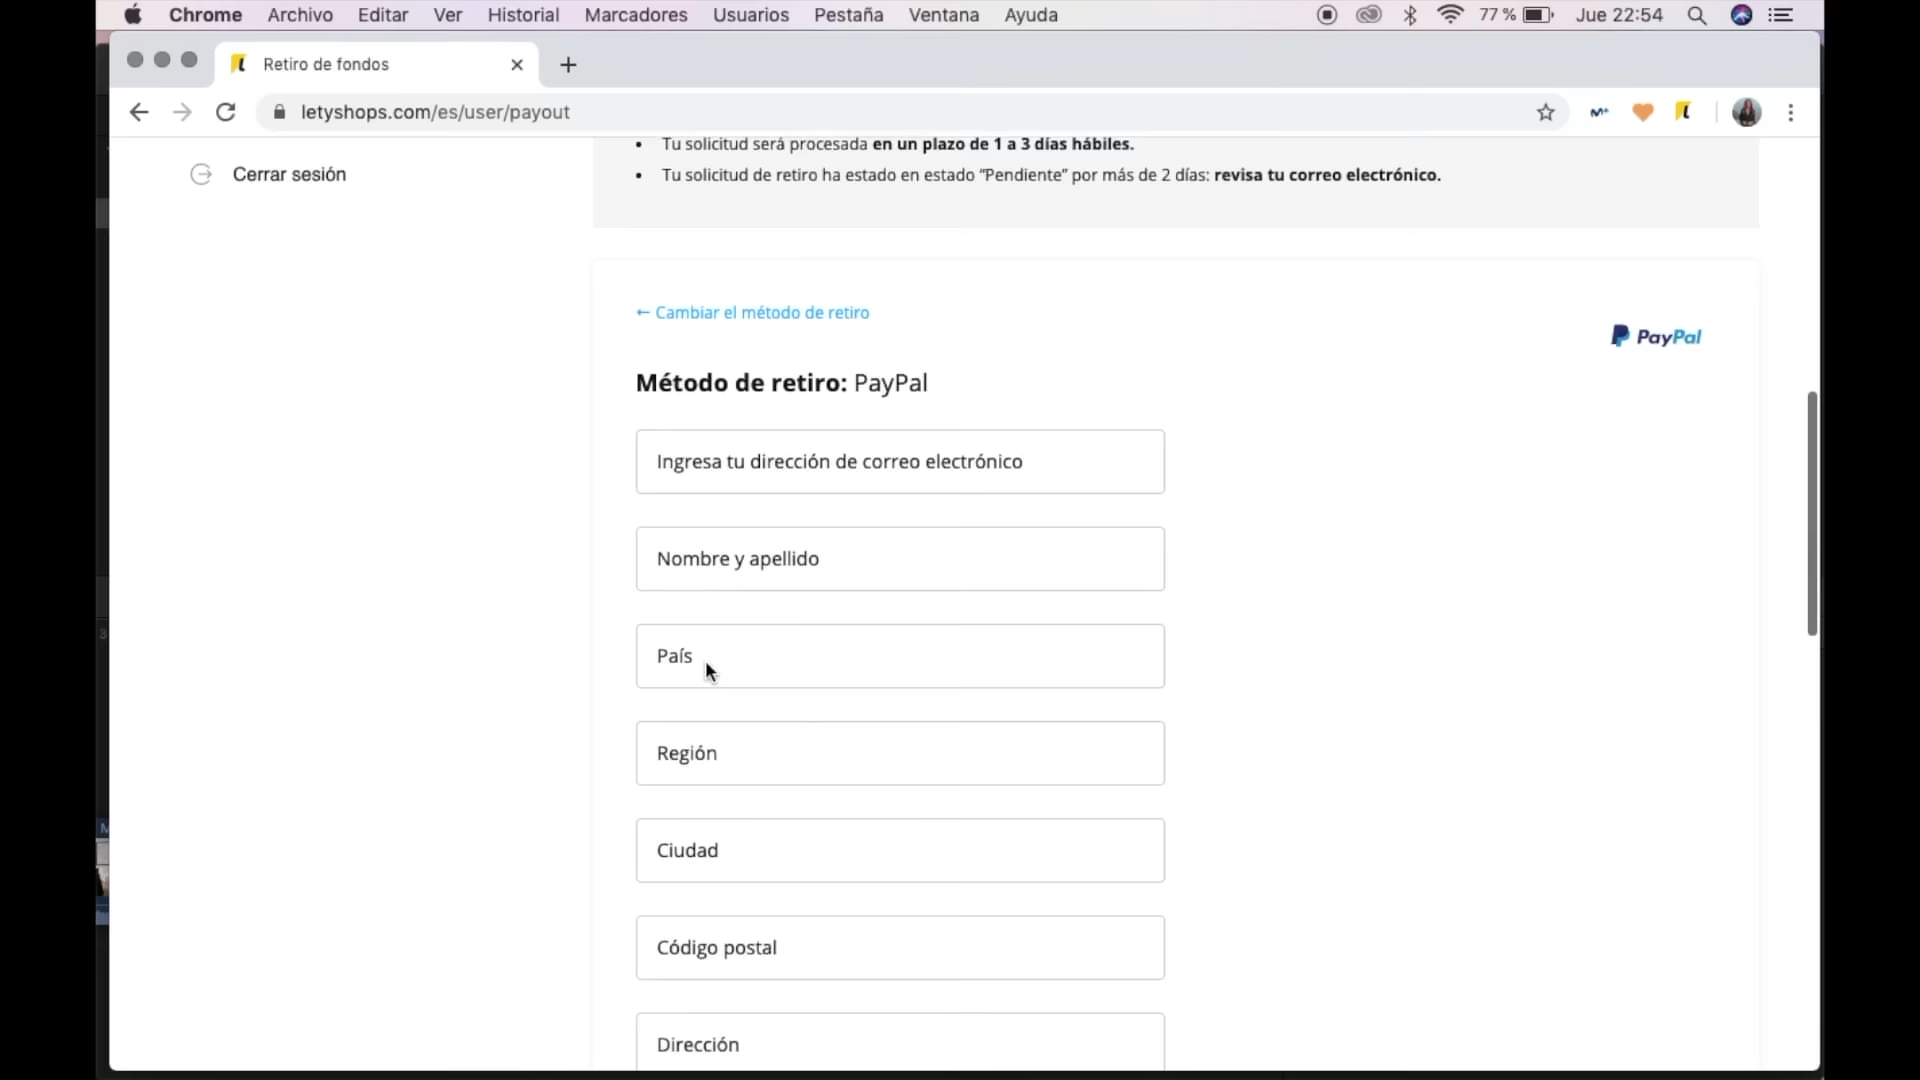 Chrome Archivo Editar Ver Historial Marcadores Usuarios Pestaña Ventana Ayuda 77 % Jue 22:54
Retiro de fondos
letyshops.com/es/user/payout
Tu solicitud será procesada en un plazo de 1 a 3 días hábiles.
Cerrar sesión
Tu solicitud de retiro ha estado en estado “Pendiente” por más de 2 días: revisa tu correo electrónico.
← Cambiar el método de retiro
PayPal
Método de retiro: PayPal
Ingresa tu dirección de correo electrónico
Nombre y apellido
País
Región
Ciudad
Código postal
Dirección